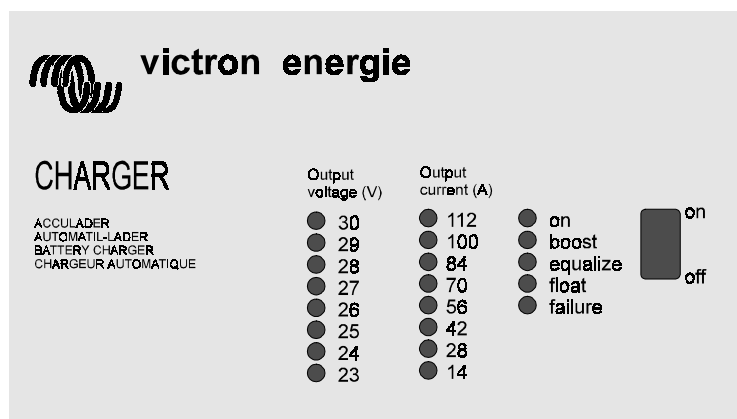 victron energie
CHARGER
ACCULADER
AUTOMATIL-LADER
BATTERY CHARGER
CHARGEUR AUTOMATIQUE
Output
voltage (V)
30
29
28
27
26
25
24
23
Output
current (A)
112
100
84
70
56
42
28
14
on
boost
equalize
float
failure
on
off